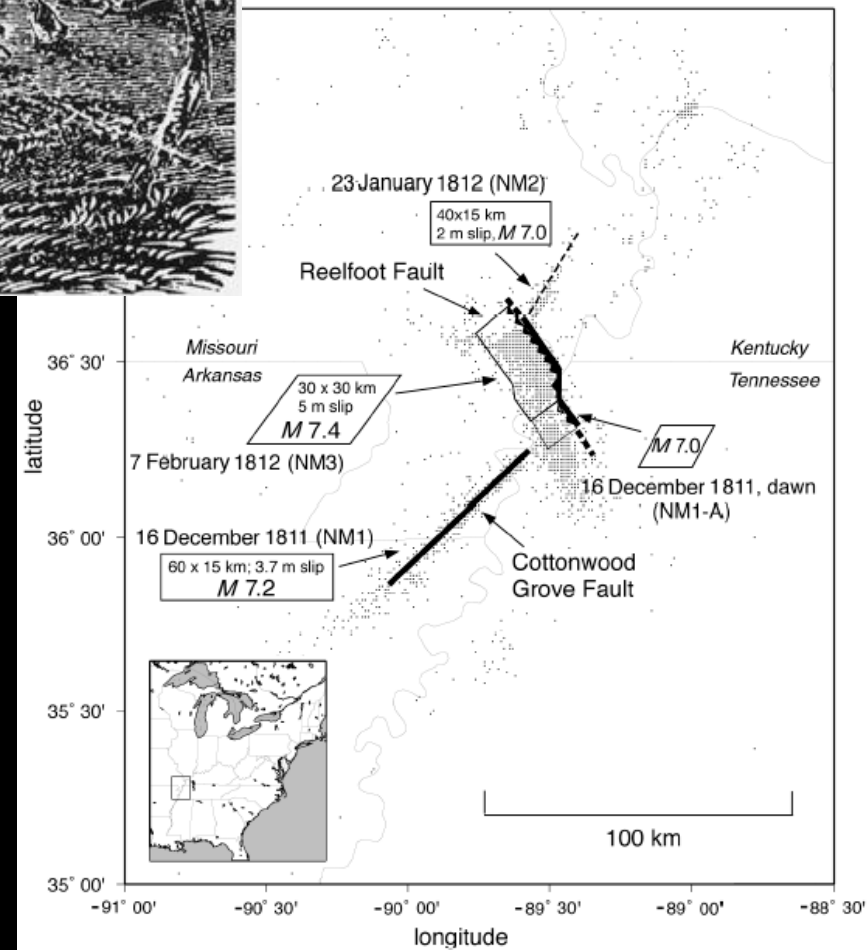 23 January 1812 (NM2)
40x15 km
2 m slip, M 7.0
Reelfoot Fault
Missouri
Arkansas
Kentucky
Tennessee
30 x 30 km
5 m slip
M 7.4
7 February 1812 (NM3)
M 7.0
16 December 1811, dawn
(NM1-A)
16 December 1811 (NM1)
60 x 15 km; 3.7 m slip
M 7.2
Cottonwood
Grove Fault
100 km
36° 30'
36° 00'
35° 30'
35° 00'
latitude
-91° 00'
-90° 30'
-90° 00'
-89° 30'
-89° 00'
-88° 30'
longitude